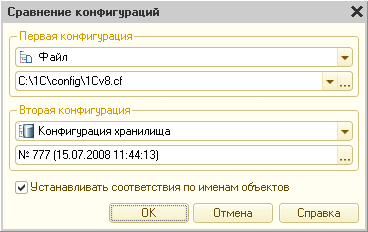 Сравнение конфигураций
Первая конфигурация
Файл
C:\1C\config\1Cv8.cf
...
Вторая конфигурация
Конфигурация хранилища
№ 777 (15.07.2008 11:44:13)
...
Устанавливать соответствия по именам объектов
OK
Отмена
Справка